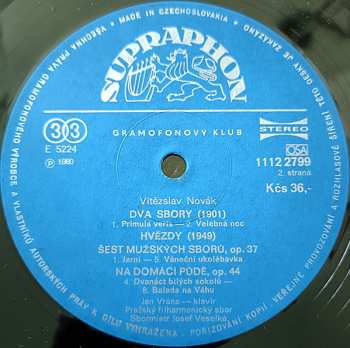 • MADE IN CZECHOSLOVAKIA • VŠECHNA PRÁVA GRAMOFONOVÉHO VÝROBCE A VLASTNÍKŮ AUTORSKÝCH PRÁV K DÍLU VYHRAŽENA. POŘIZOVÁNÍ KOPIÍ, VEŘEJNÉ PROVOZOVÁNÍ A ROZHLASOVÉ ŠÍŘENÍ TÉTO DESKY JE ZAKÁZÁNO
SUPRAPHON
GRAMOFONOVÝ KLUB
33
E 5224
℗ 1980
STEREO OSA
1112 2799
2. strana
Kčs 36,-
Vítězslav Novák
DVA SBORY (1901)
1. Primula veris – 2. Velebná noc
HVĚZDY (1949)
ŠEST MUŽSKÝCH SBORŮ, op. 37
1. Jarní – 5. Vánoční ukolébavka
NA DOMÁCÍ PŮDĚ, op. 44
4. Dvanáct bílých sokolů –
8. Balada na Váhu
Jan Vrána – klavír
Pražský filharmonický sbor
Sbormistr Josef Veselka